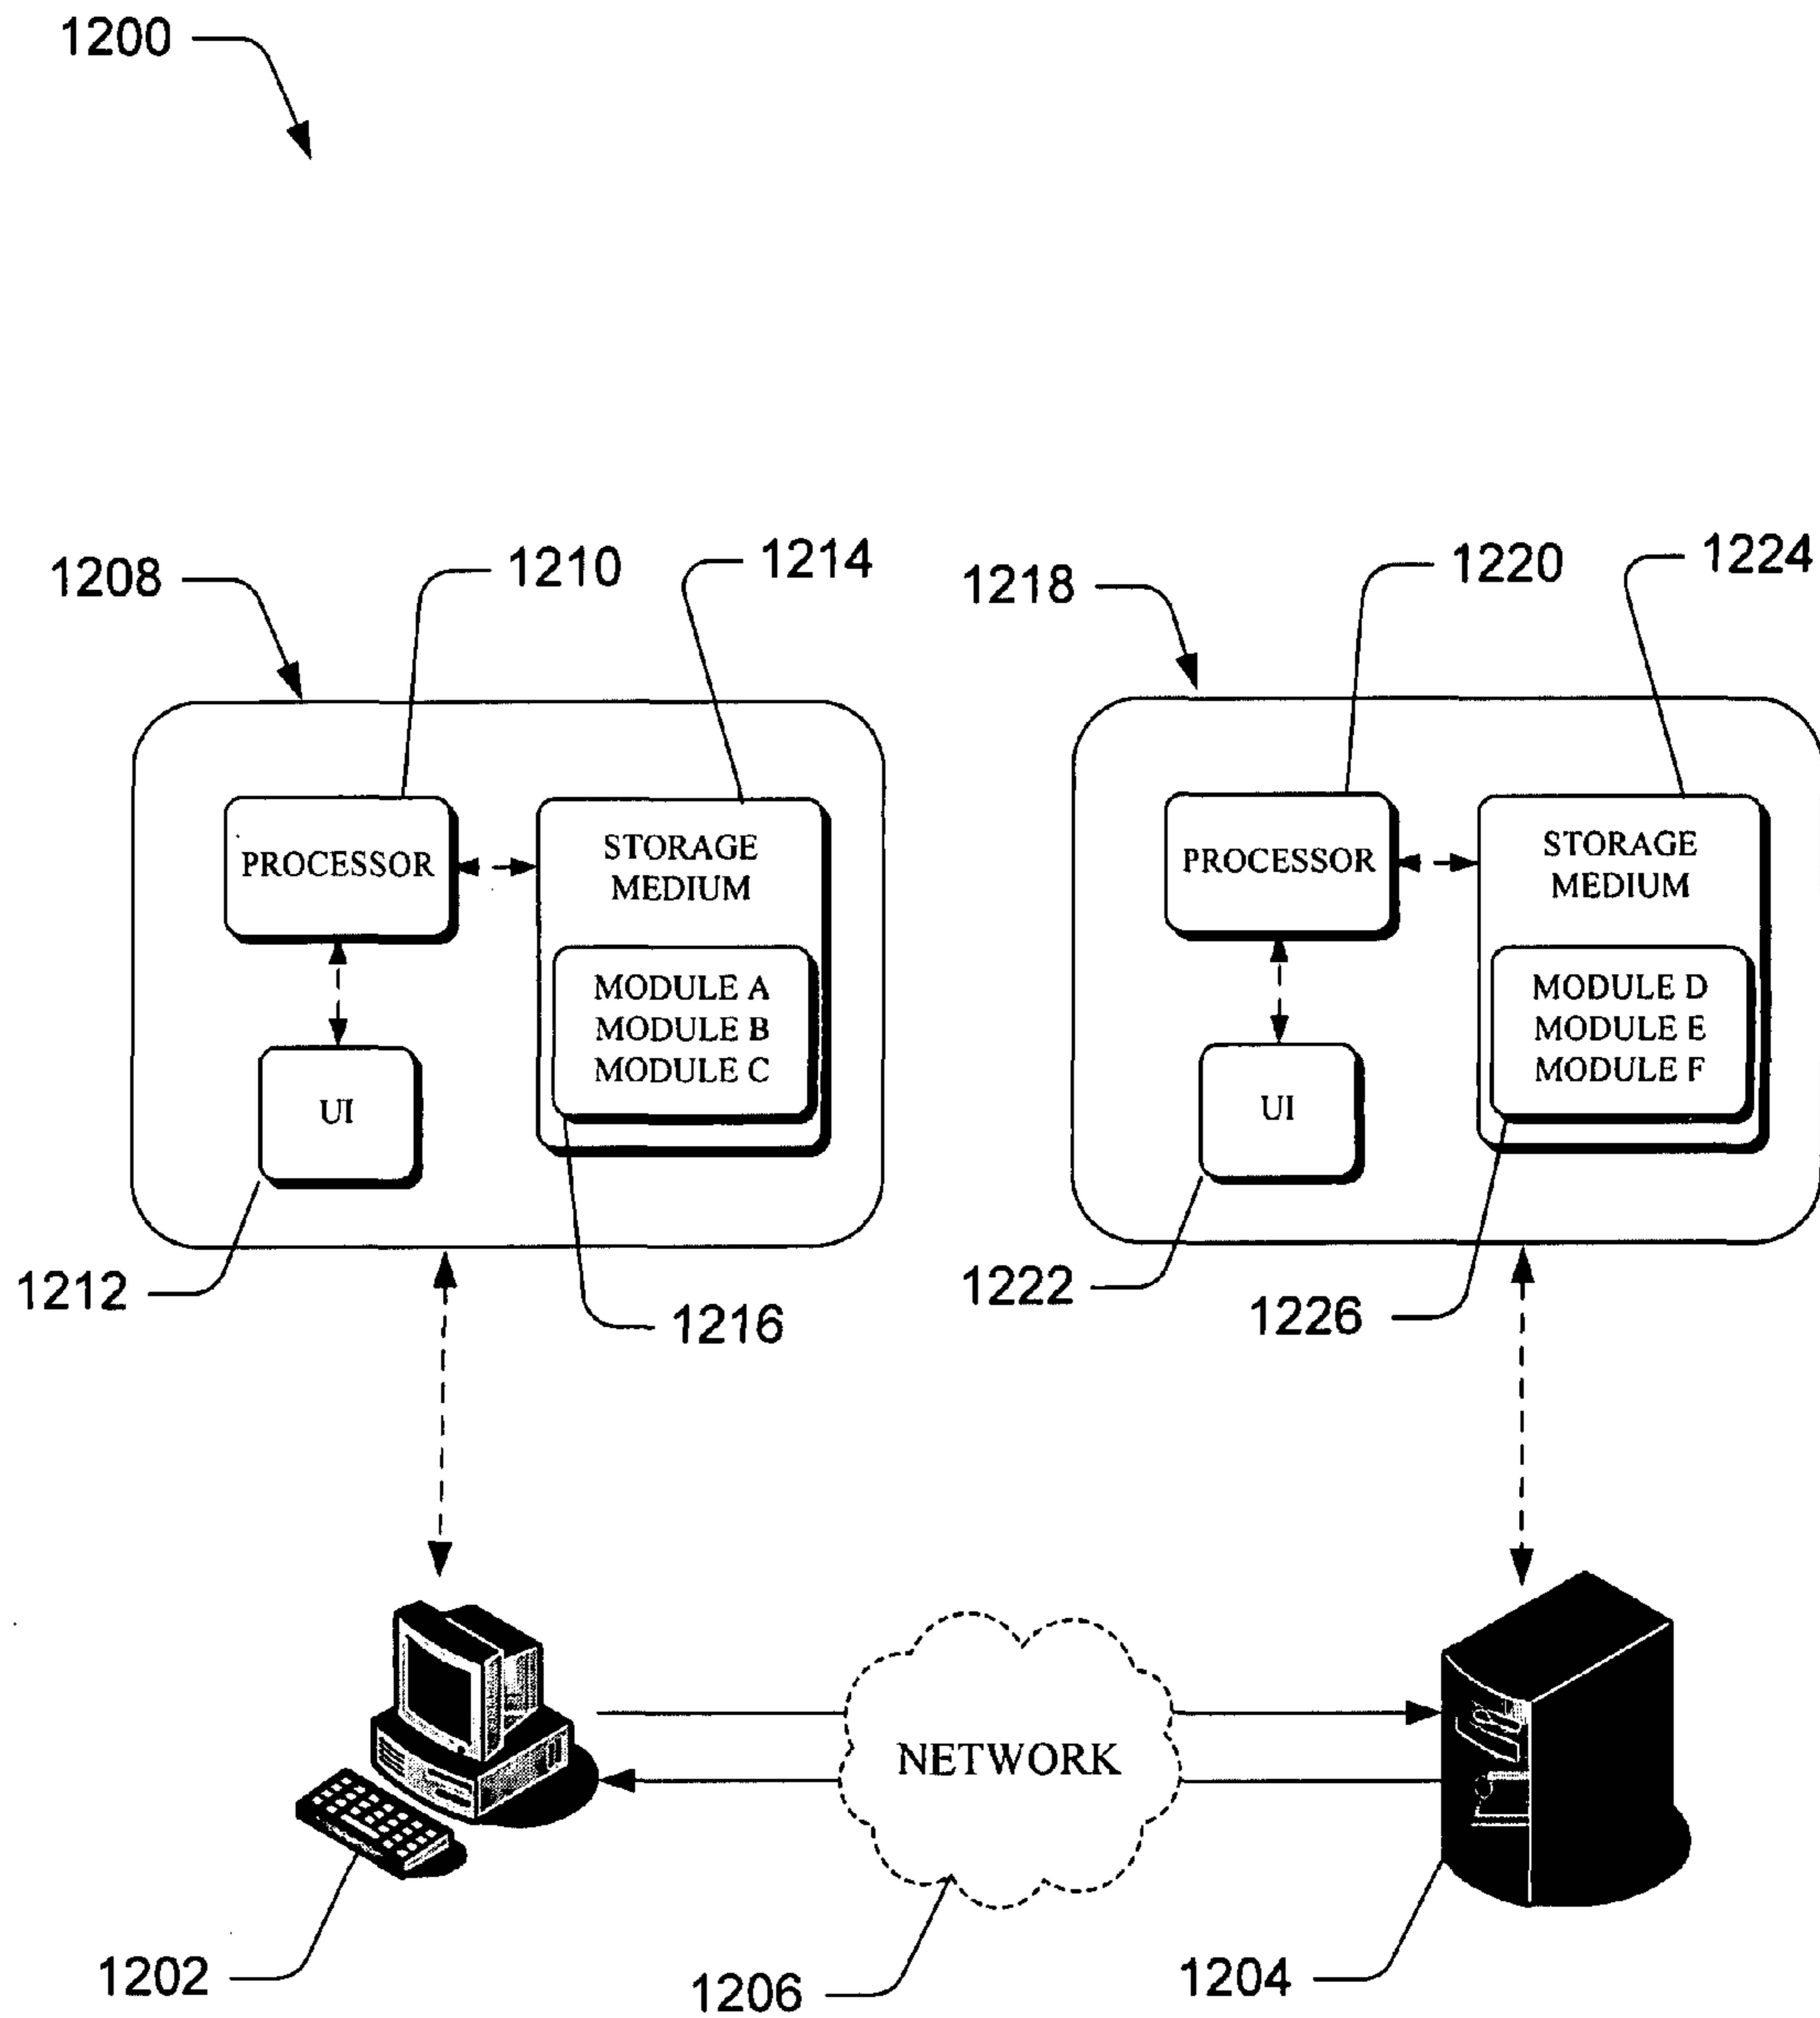 1200
1208
1210
1214
1218
1220
1224
PROCESSOR
STORAGE
MEDIUM
MODULE A
MODULE B
MODULE C
UI
PROCESSOR
STORAGE
MEDIUM
MODULE D
MODULE E
MODULE F
UI
1212
1216
1222
1226
NETWORK
1202
1206
1204